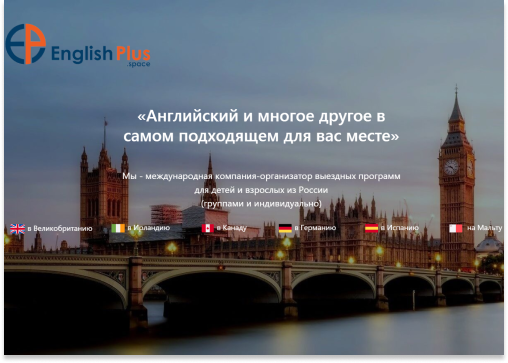 English Plus
space
«Английский и многое другое в
самом подходящем для вас месте»
Мы - международная компания-организатор выездных программ
для детей и взрослых из России
(группами и индивидуально)
в Великобританию в Ирландию в Канаду в Германию в Испанию на Мальту